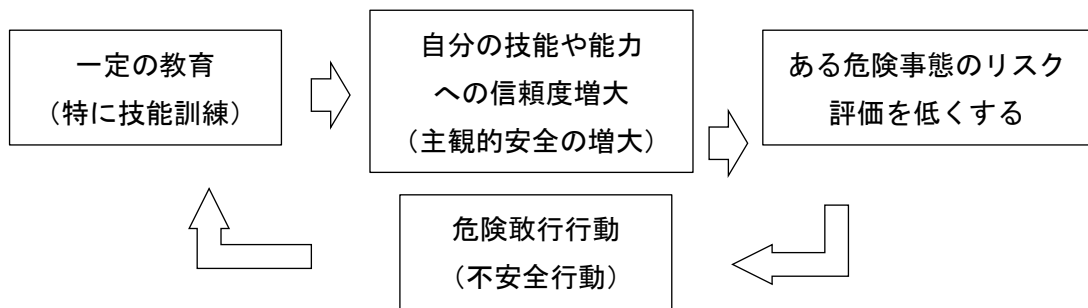 一定の教育
（特に技能訓練）
自分の技能や能力
への信頼度増大
（主観的安全の増大）
ある危険事態のリスク
評価を低くする
危険敢行行動
（不安全行動）